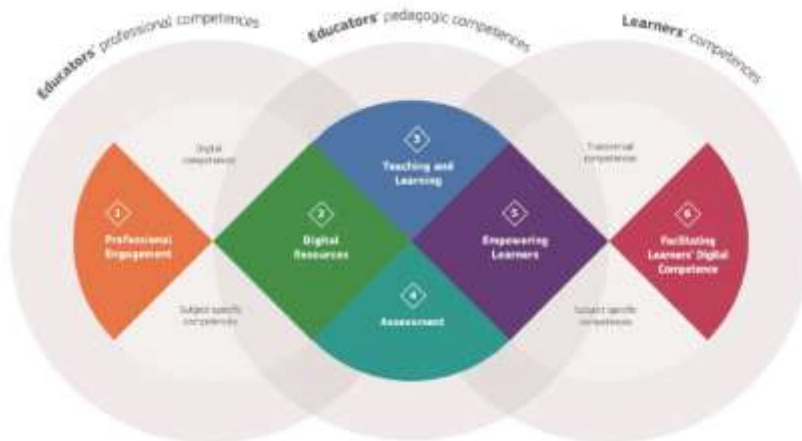 Educators' professional competences
Educators' pedagogic competences
Learners' competences
Digital
competences
3
Teaching and
Learning
Transversal
competences
1
Professional
Engagement
2
Digital
Resources
5
Empowering
Learners
6
Facilitating
Learners' Digital
Competence
4
Assessment
Subject specific
competences
Subject specific
competences